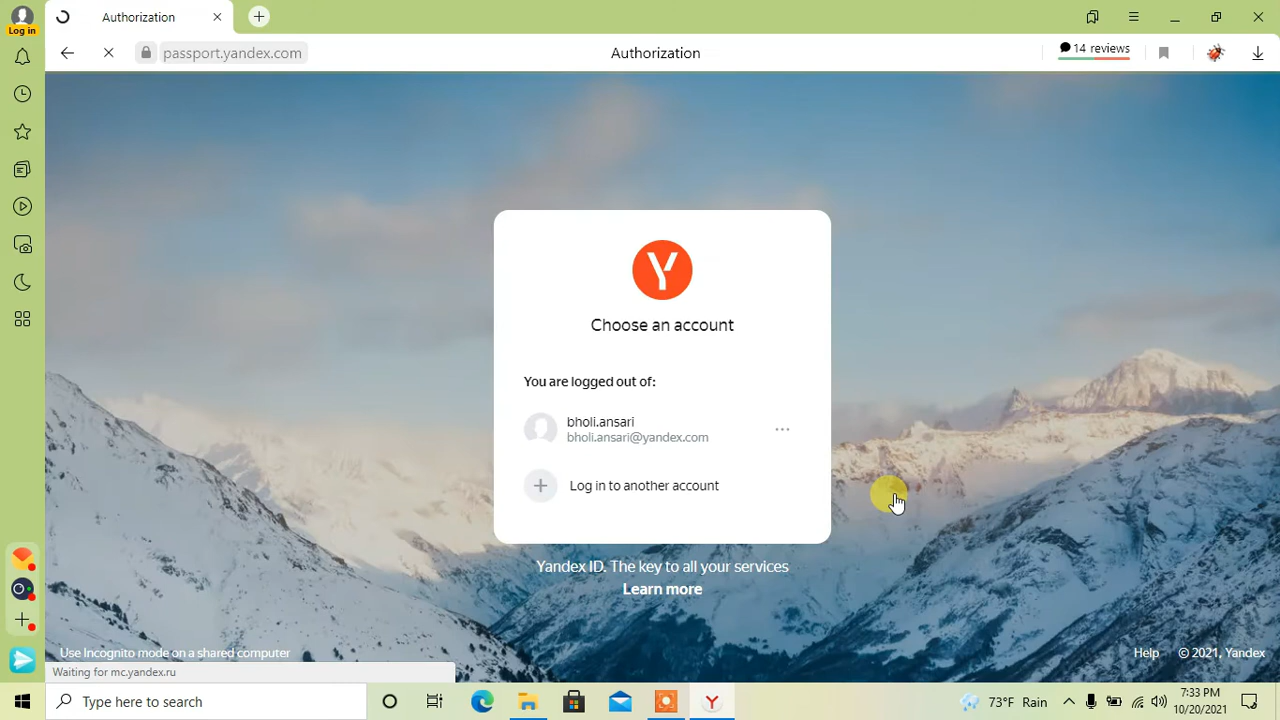 Authorization
Log in
passport.yandex.com
Authorization
14 reviews
Y
Choose an account
You are logged out of:
bholi.ansari
bholi.ansari@yandex.com
Log in to another account
Yandex ID. The key to all your services
Learn more
Use Incognito mode on a shared computer
Help © 2021, Yandex
Waiting for mc.yandex.ru
Type here to search
73°F Rain
7:33 PM
10/20/2021